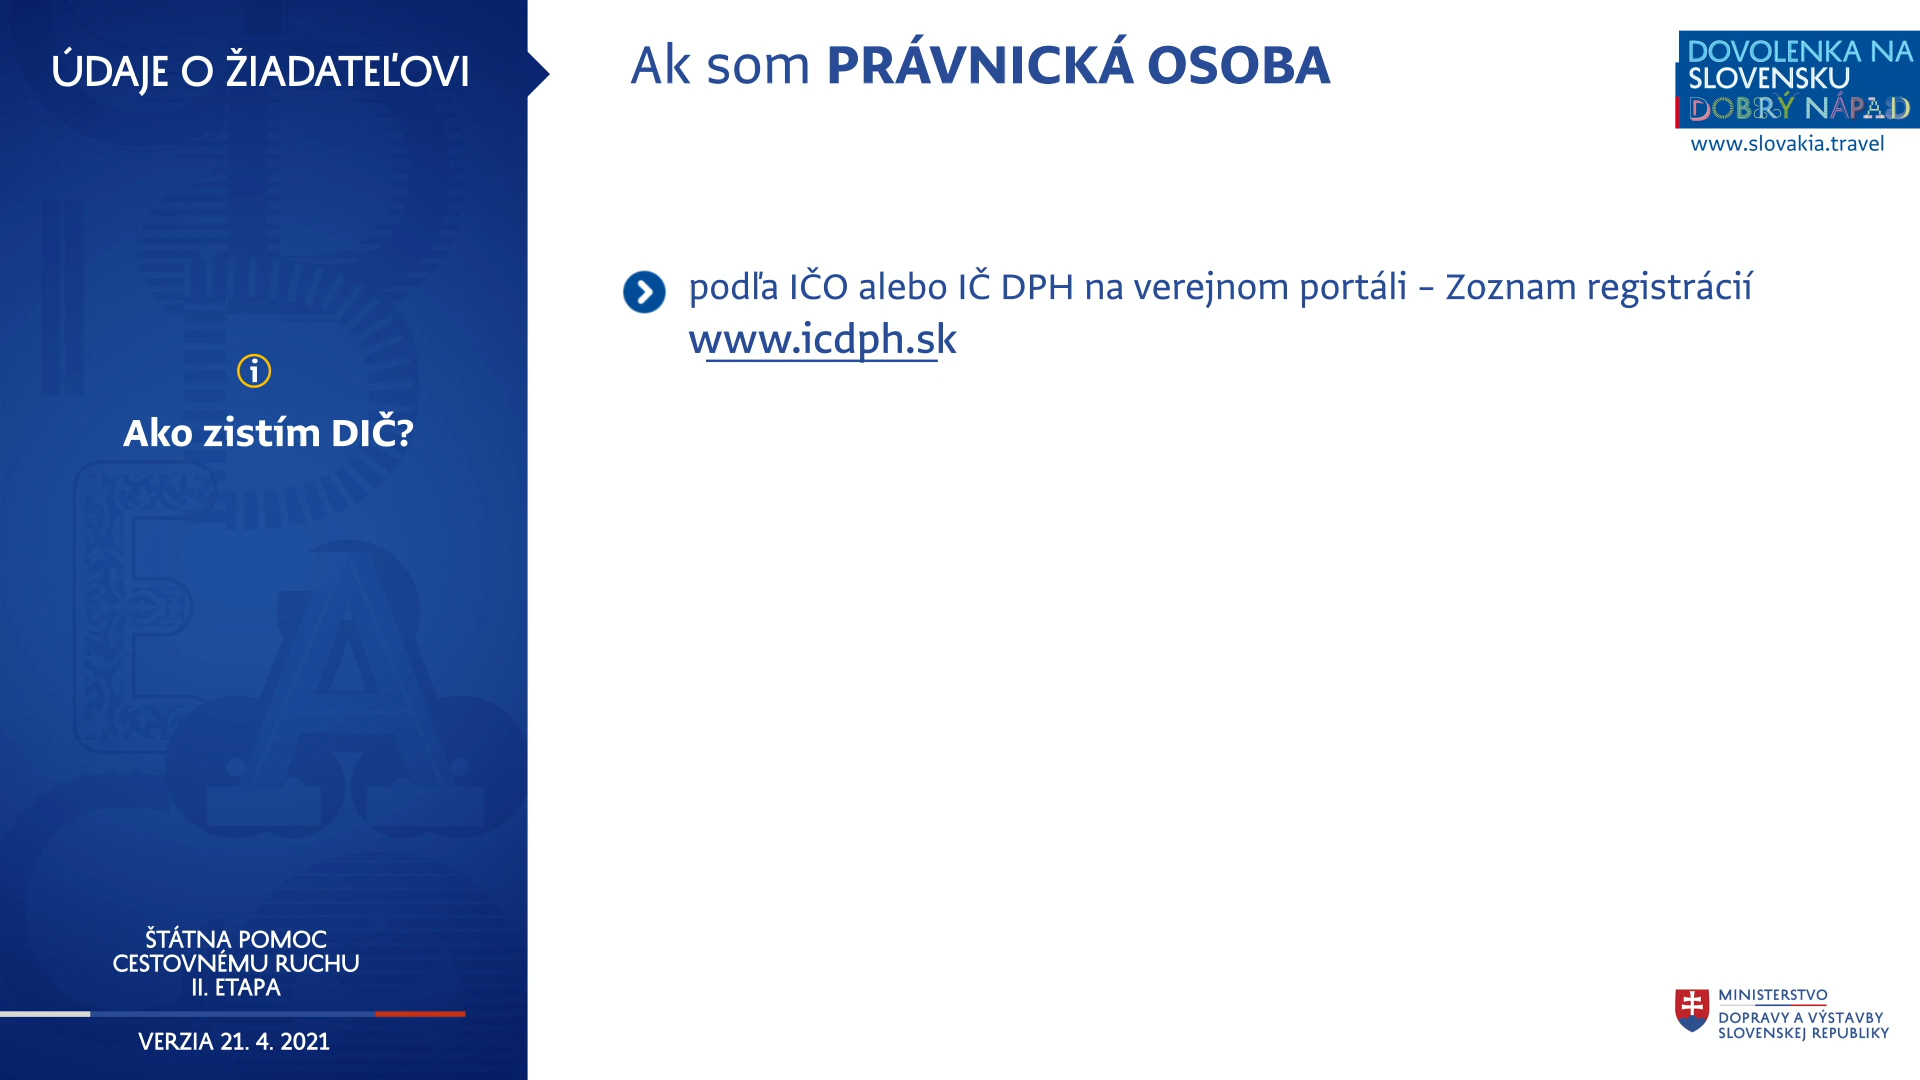 ÚDAJE O ŽIADATEĽOVI
Ako zistím DIČ?
ŠTÁTNA POMOC
CESTOVNÉMU RUCHU
II. ETAPA
VERZIA 21. 4. 2021
Ak som PRÁVNICKÁ OSOBA
podľa IČO alebo IČ DPH na verejnom portáli – Zoznam registrácií
www.icdph.sk
DOVOLENKA NA
SLOVENSKU
DOBRÝ NÁPAD
www.slovakia.travel
MINISTERSTVO
DOPRAVY A VÝSTAVBY
SLOVENSKEJ REPUBLIKY